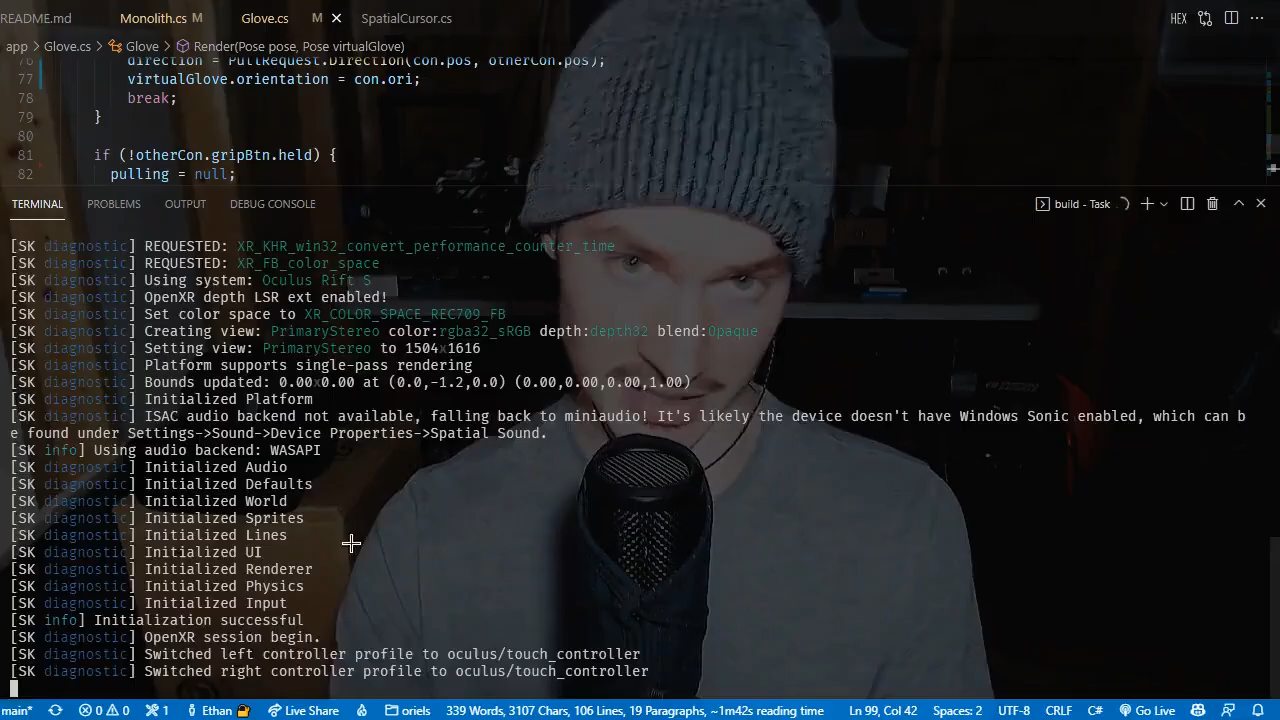 README.md Monolith.cs M Glove.cs M SpatialCursor.cs HEX
app > Glove.cs > Glove > Render(Pose pose, Pose virtualGlove)
76 direction = PullRequest.Direction(con.pos, otherCon.pos);
77 virtualGlove.orientation = con.ori;
78 break;
79 }
80
81 if (!otherCon.gripBtn.held) {
82 pulling = null;
TERMINAL PROBLEMS OUTPUT DEBUG CONSOLE build - Task
[SK diagnostic] REQUESTED: XR_KHR_win32_convert_performance_counter_time
[SK diagnostic] REQUESTED: XR_FB_color_space
[SK diagnostic] Using system: Oculus Rift S
[SK diagnostic] OpenXR depth LSR ext enabled!
[SK diagnostic] Set color space to XR_COLOR_SPACE_REC709_FB
[SK diagnostic] Creating view: PrimaryStereo color:rgba32_sRGB depth:depth32 blend:Opaque
[SK diagnostic] Setting view: PrimaryStereo to 1504x1616
[SK diagnostic] Platform supports single-pass rendering
[SK diagnostic] Bounds updated: 0.00x0.00 at (0.0,-1.2,0.0) (0.00,0.00,0.00,1.00)
[SK diagnostic] Initialized Platform
[SK diagnostic] ISAC audio backend not available, falling back to miniaudio! It's likely the device doesn't have Windows Sonic enabled, which can b
e found under Settings->Sound->Device Properties->Spatial Sound.
[SK info] Using audio backend: WASAPI
[SK diagnostic] Initialized Audio
[SK diagnostic] Initialized Defaults
[SK diagnostic] Initialized World
[SK diagnostic] Initialized Sprites
[SK diagnostic] Initialized Lines
[SK diagnostic] Initialized UI
[SK diagnostic] Initialized Renderer
[SK diagnostic] Initialized Physics
[SK diagnostic] Initialized Input
[SK info] Initialization successful
[SK diagnostic] OpenXR session begin.
[SK diagnostic] Switched left controller profile to oculus/touch_controller
[SK diagnostic] Switched right controller profile to oculus/touch_controller
main* 0 0 1 Ethan Live Share oriels 339 Words, 3107 Chars, 106 Lines, 19 Paragraphs, ~1m42s reading time Ln 99, Col 42 Spaces: 2 UTF-8 CRLF C# Go Live